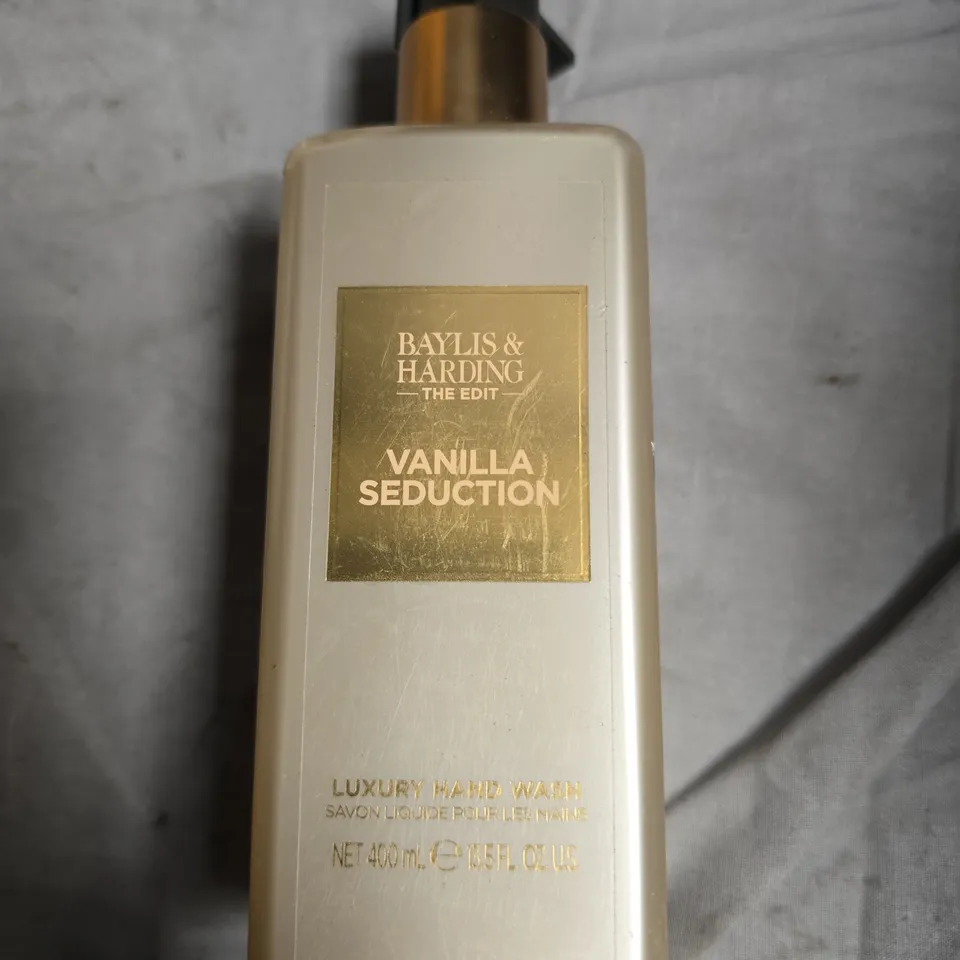 BAYLIS &
HARDING
THE EDIT
VANILLA
SEDUCTION
LUXURY HAND WASH
SAVON LIQUIDE POUR LES MAINS
NET 400 mL ℮ 13.5 FL. OZ. U.S.